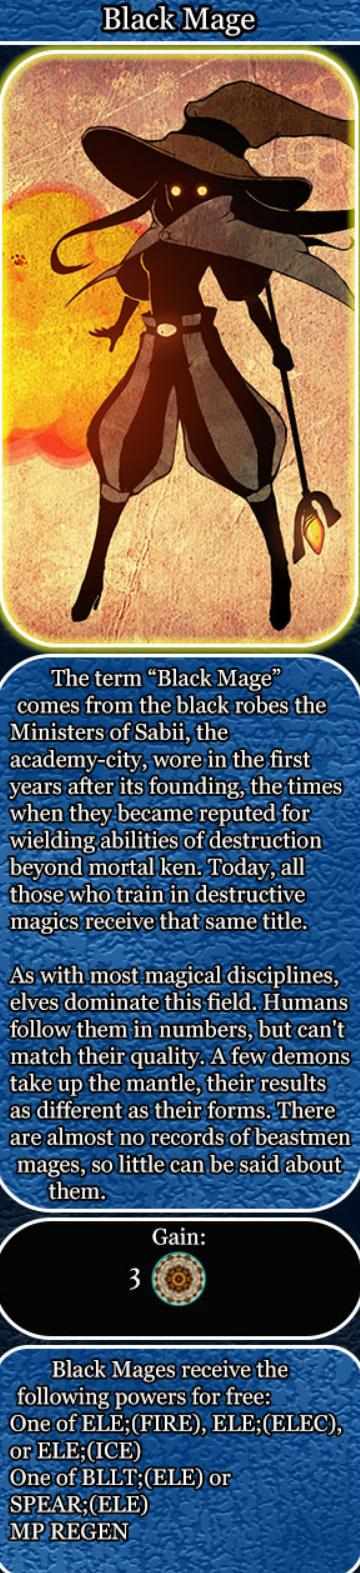 Black Mage
The term “Black Mage”
comes from the black robes the
Ministers of Sabii, the
academy-city, wore in the first
years after its founding, the times
when they became reputed for
wielding abilities of destruction
beyond mortal ken. Today, all
those who train in destructive
magics receive that same title.
As with most magical disciplines,
elves dominate this field. Humans
follow them in numbers, but can't
match their quality. A few demons
take up the mantle, their results
as different as their forms. There
are almost no records of beastmen
mages, so little can be said about
them.
Gain:
3
Black Mages receive the
following powers for free:
One of ELE;(FIRE), ELE;(ELEC),
or ELE;(ICE)
One of BLLT;(ELE) or
SPEAR;(ELE)
MP REGEN